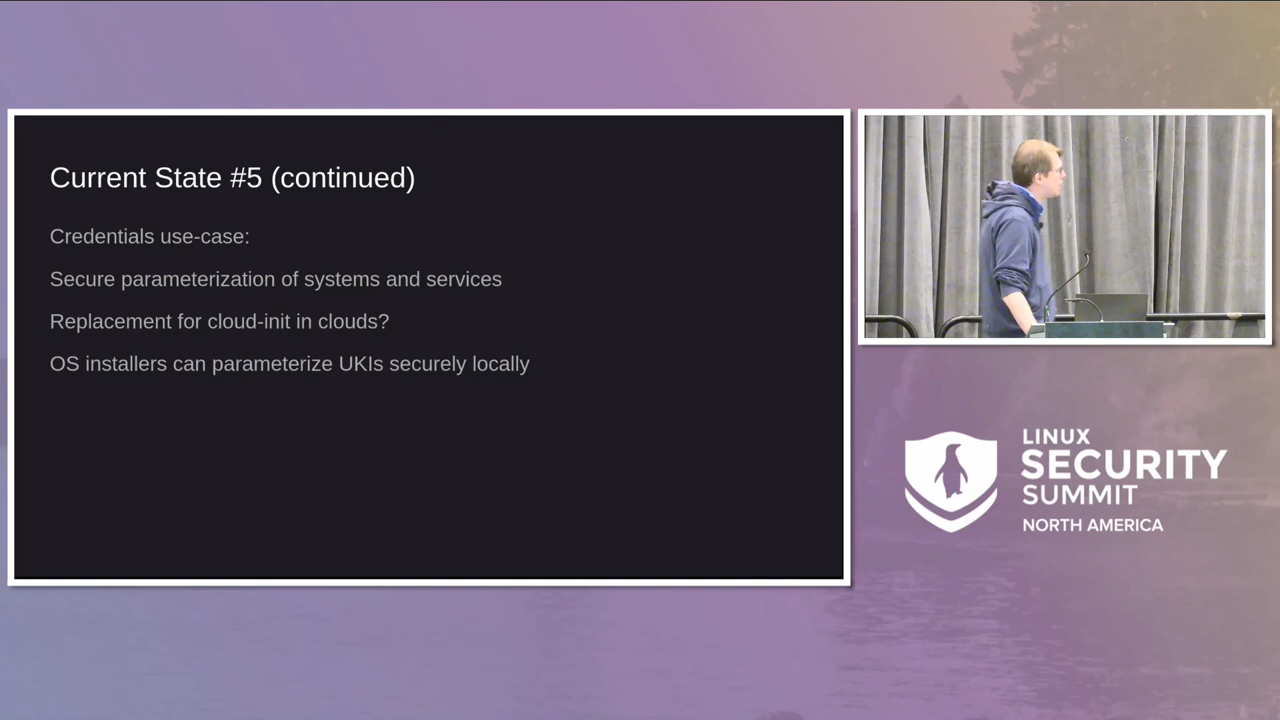 Current State #5 (continued)
Credentials use-case:
Secure parameterization of systems and services
Replacement for cloud-init in clouds?
OS installers can parameterize UKIs securely locally
LINUX
SECURITY
SUMMIT
NORTH AMERICA